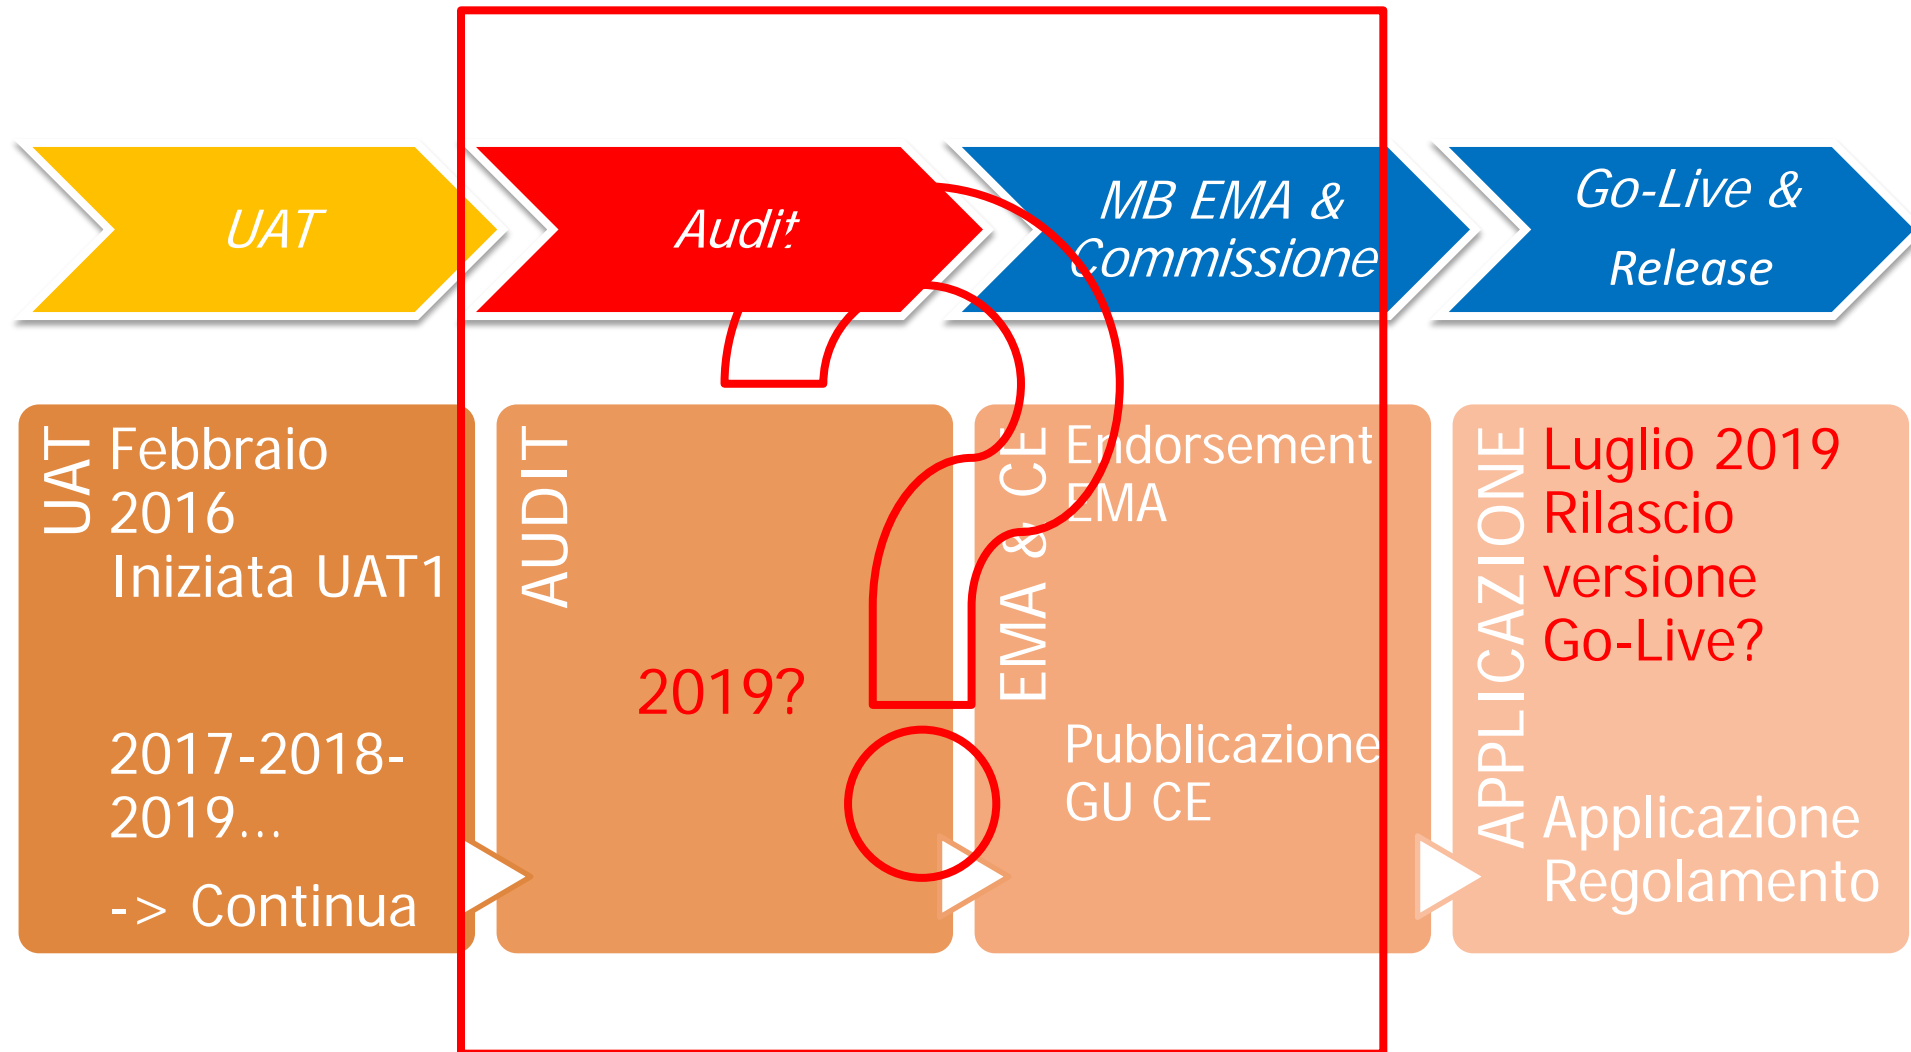 UAT
Audit
MB EMA &
Commissione
Go-Live &
Release
UAT
Febbraio
2016
Iniziata UAT1
2017-2018-
2019...
-> Continua
AUDIT
2019?
EMA & CE
Endorsement
EMA
Pubblicazione
GU CE
APPLICAZIONE
Luglio 2019
Rilascio
versione
Go-Live?
Applicazione
Regolamento